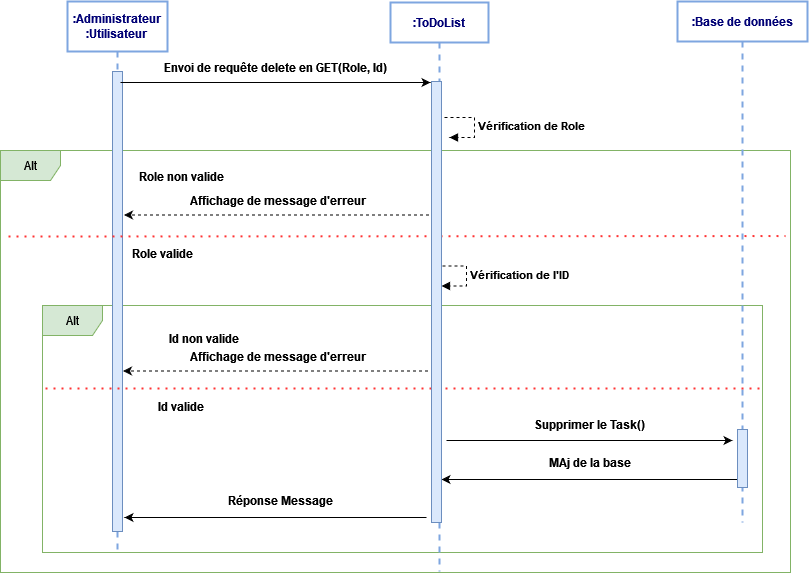 :Administrateur
:Utilisateur
:ToDoList
:Base de données
Envoi de requête delete en GET(Role, Id)
Vérification de Role
Alt
Role non valide
Affichage de message d'erreur
Role valide
Vérification de l'ID
Alt
Id non valide
Affichage de message d'erreur
Id valide
Supprimer le Task()
MAj de la base
Réponse Message